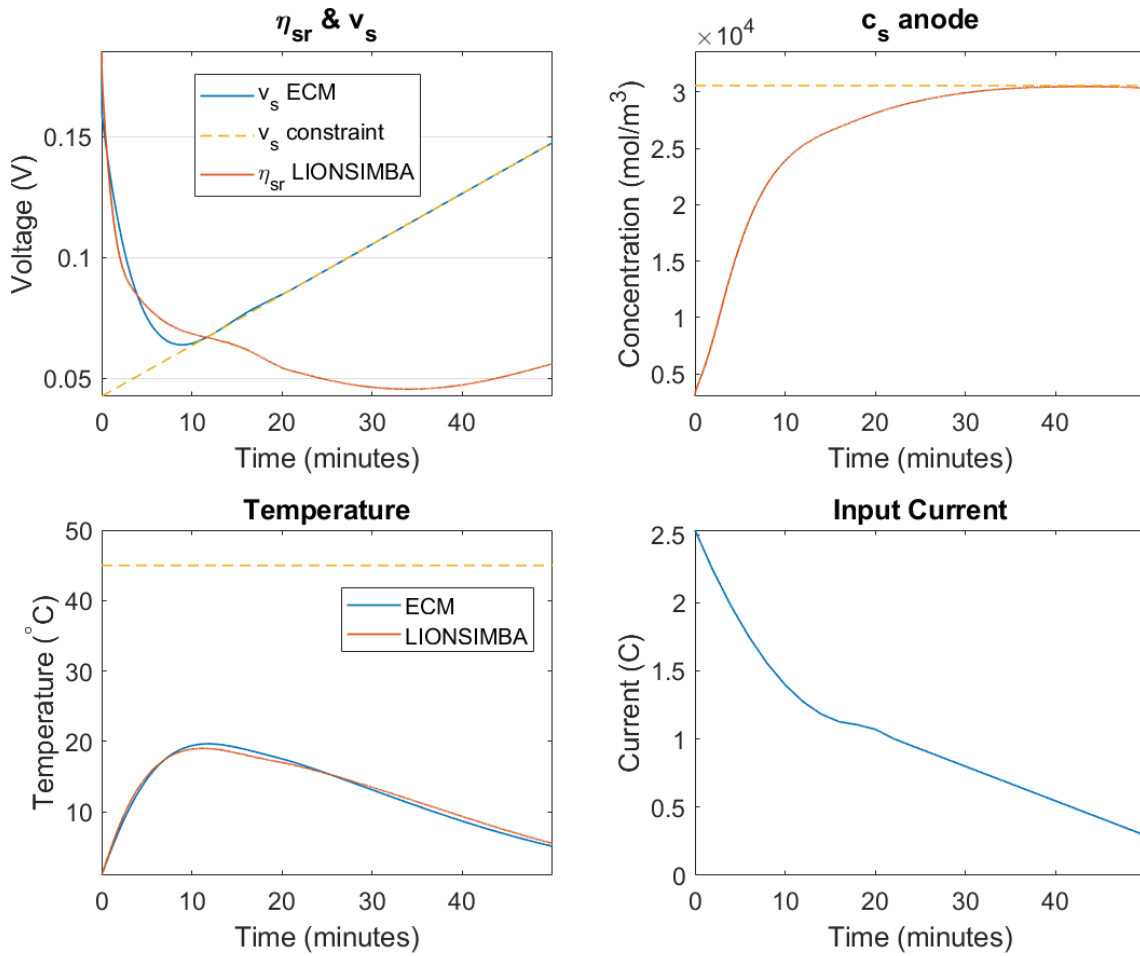 η_sr & v_s
0.15
0.1
0.05
Voltage (V)
v_s ECM
v_s constraint
η_sr LIONSIMBA
0 10 20 30 40
Time (minutes)
c_s anode
×10^4
3
2.5
2
1.5
1
0.5
Concentration (mol/m^3)
0 10 20 30 40
Time (minutes)
Temperature
50
40
30
20
10
Temperature (°C)
ECM
LIONSIMBA
0 10 20 30 40
Time (minutes)
Input Current
2.5
2
1.5
1
0.5
0
Current (C)
0 10 20 30 40
Time (minutes)